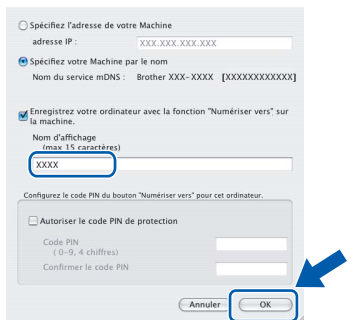 Spécifiez l'adresse de votre Machine
adresse IP : XXX.XXX.XXX.XXX
Spécifiez votre Machine par le nom
Nom du service mDNS : Brother XXX-XXXX [XXXXXXXXXXXX]
Enregistrez votre ordinateur avec la fonction "Numériser vers" sur
la machine.
Nom d'affichage
(max 15 caractères)
XXXX
Configurez le code PIN du bouton "Numériser vers" pour cet ordinateur.
Autoriser le code PIN de protection
Code PIN
( 0-9, 4 chiffres)
Confirmer le code PIN
Annuler OK